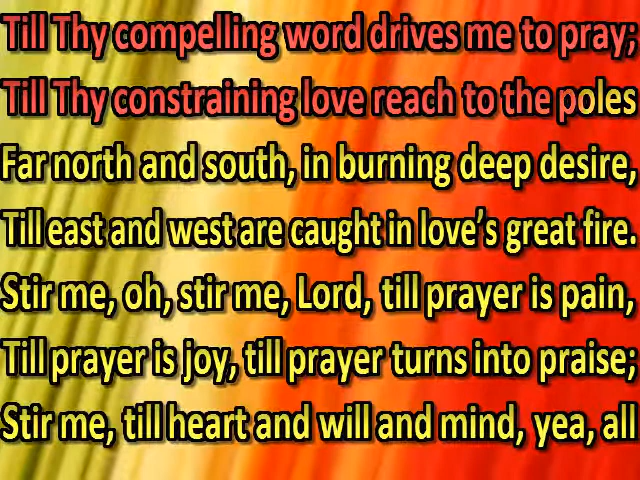 Till Thy compelling word drives me to pray;
Till Thy constraining love reach to the poles
Far north and south, in burning deep desire,
Till east and west are caught in love’s great fire.
Stir me, oh, stir me, Lord, till prayer is pain,
Till prayer is joy, till prayer turns into praise;
Stir me, till heart and will and mind, yea, all